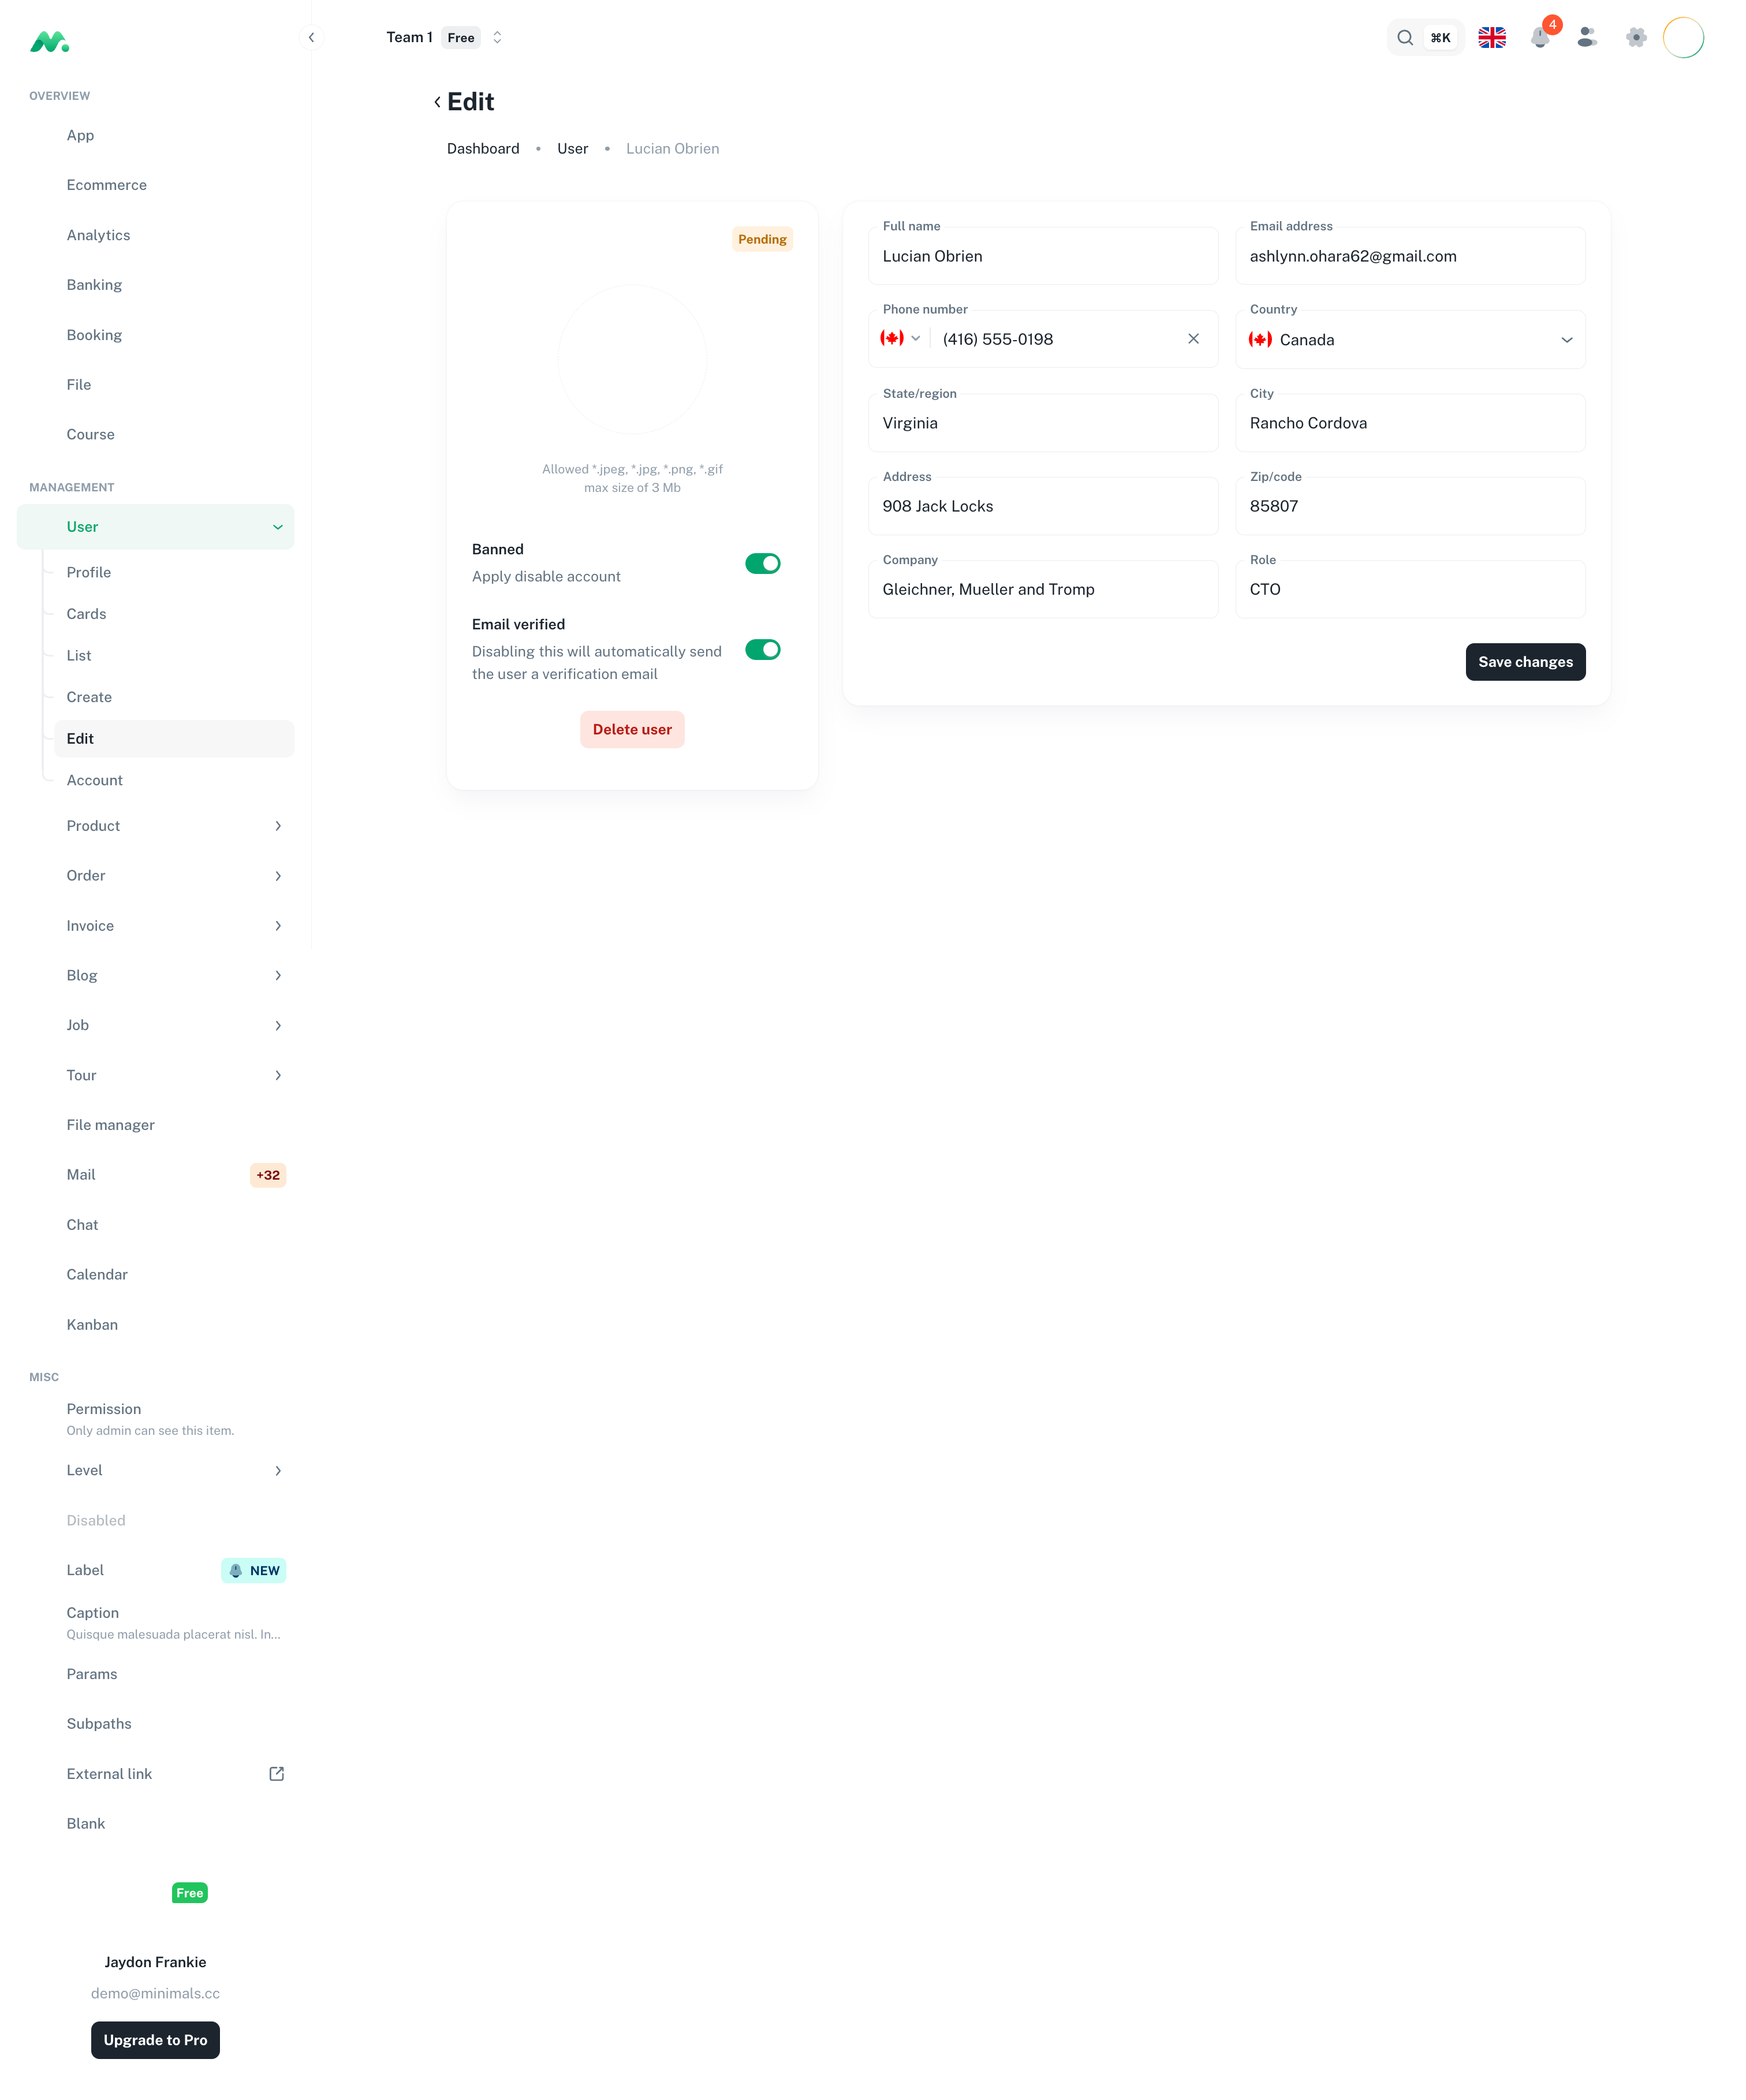 Team 1 Free
⌘K
4
OVERVIEW
App
Ecommerce
Analytics
Banking
Booking
File
Course
MANAGEMENT
User
Profile
Cards
List
Create
Edit
Account
Product
Order
Invoice
Blog
Job
Tour
File manager
Mail +32
Chat
Calendar
Kanban
MISC
Permission
Only admin can see this item.
Level
Disabled
Label NEW
Caption
Quisque malesuada placerat nisl. In...
Params
Subpaths
External link
Blank
Free
Jaydon Frankie
demo@minimals.cc
Upgrade to Pro
Edit
Dashboard • User • Lucian Obrien
Pending
Allowed *.jpeg, *.jpg, *.png, *.gif
max size of 3 Mb
Banned
Apply disable account
Email verified
Disabling this will automatically send
the user a verification email
Delete user
Full name
Lucian Obrien
Email address
ashlynn.ohara62@gmail.com
Phone number
(416) 555-0198
Country
Canada
State/region
Virginia
City
Rancho Cordova
Address
908 Jack Locks
Zip/code
85807
Company
Gleichner, Mueller and Tromp
Role
CTO
Save changes